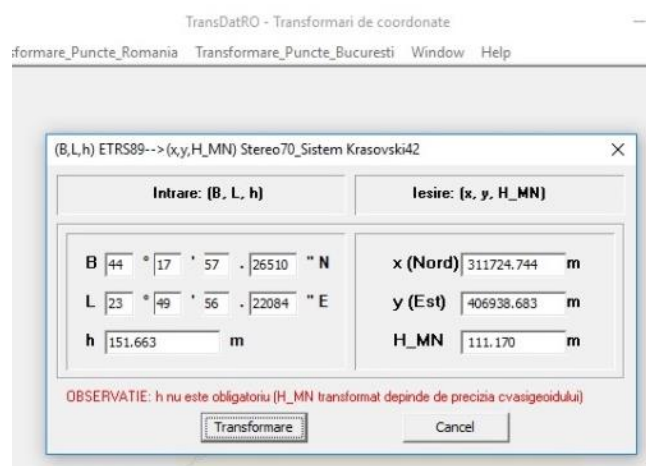 TransDatRO - Transformari de coordonate
sformare_Puncte_Romania Transformare_Puncte_Bucuresti Window Help
(B,L,h) ETRS89-->(x,y,H_MN) Stereo70_Sistem Krasovski42
Intrare: (B, L, h) Iesire: (x, y, H_MN)
B 44 ° 17 ' 57 . 26510 " N x (Nord) 311724.744 m
L 23 ° 49 ' 56 . 22084 " E y (Est) 406938.683 m
h 151.663 m H_MN 111.170 m
OBSERVATIE: h nu este obligatoriu (H_MN transformat depinde de precizia cvasigeoidului)
Transformare Cancel